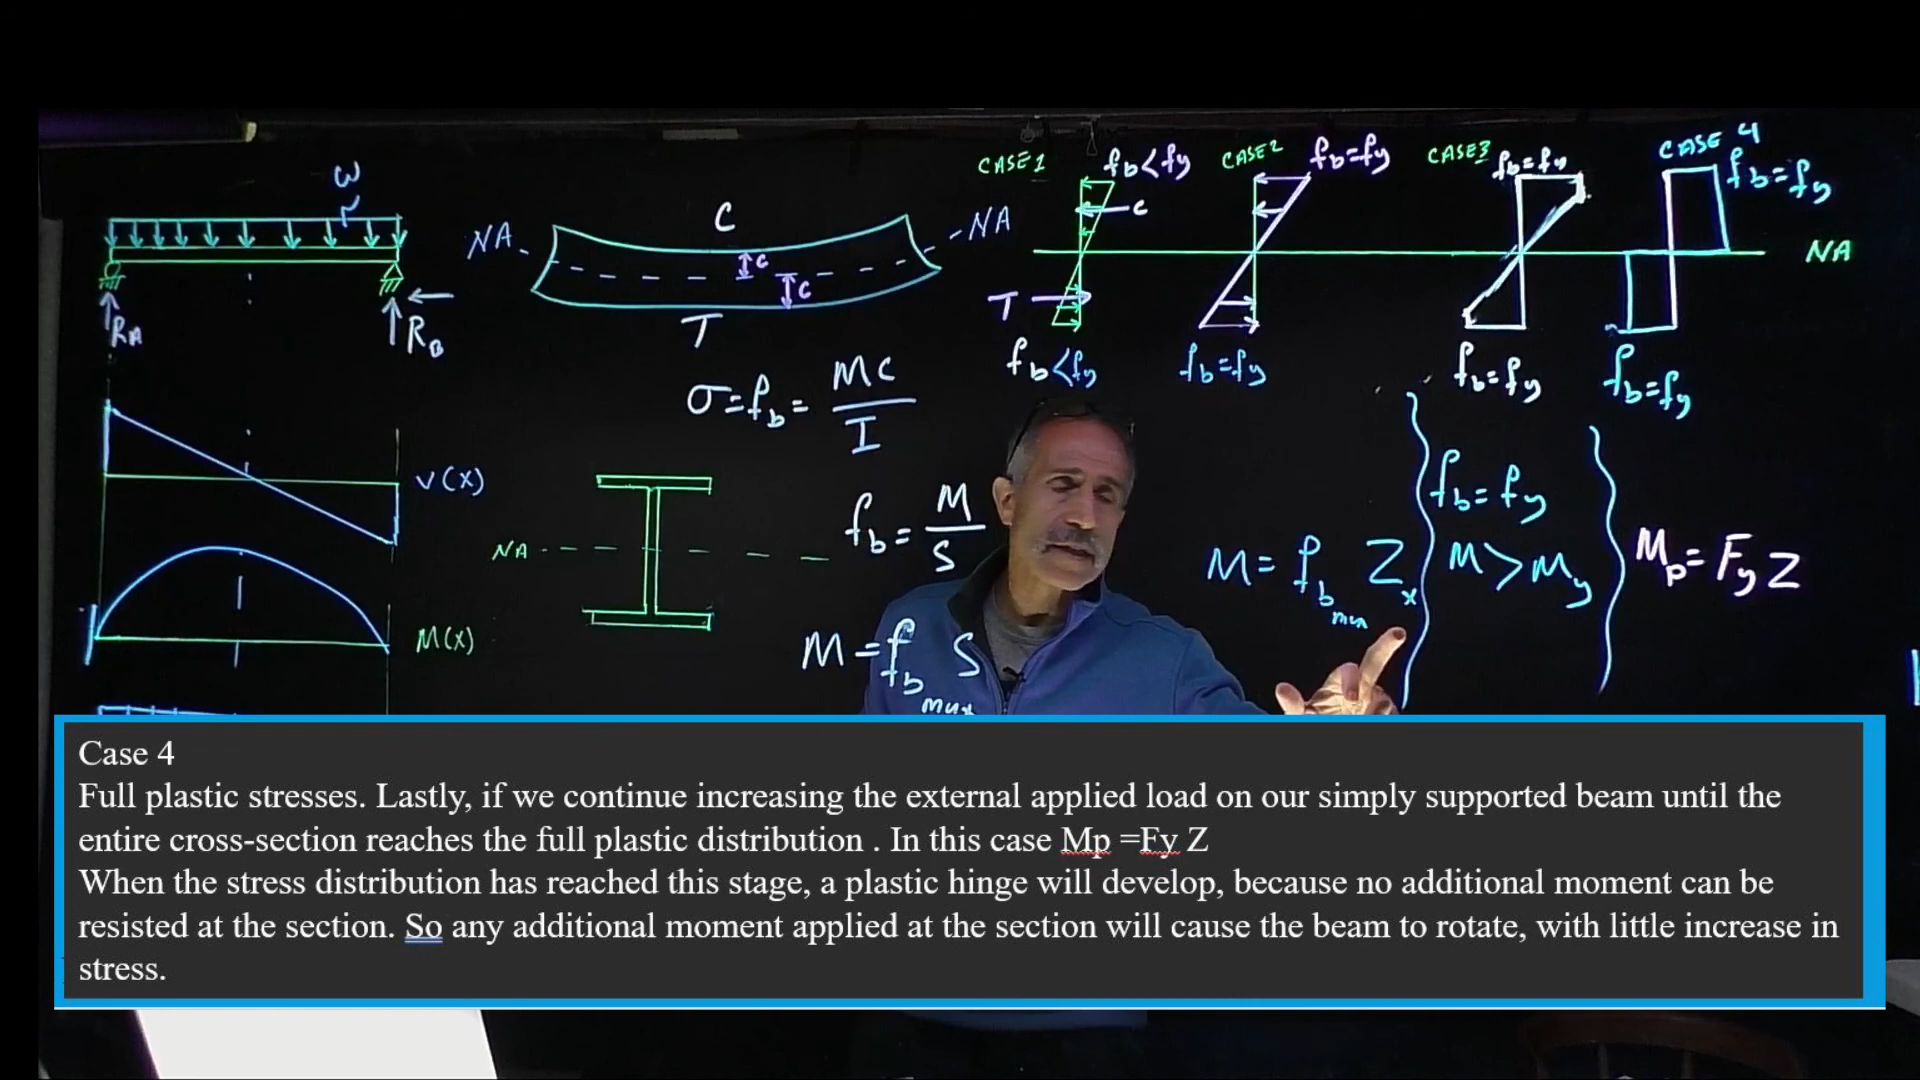 CASE 1
fb<fy
CASE 2
fb=fy
CASE 3
fb=fy
CASE 4
fb=fy
W
C
NA
NA
C
NA
C
C
T
T
RA
RB
fb<fy
fb=fy
fb=fy
fb=fy
σ=fb= MC
I
V(X)
fb=fy
fb= M
S
NA
M= fb max Zx
M>My
Mp=Fy Z
M(X)
M=fb max S
Case 4
Full plastic stresses. Lastly, if we continue increasing the external applied load on our simply supported beam until the
entire cross-section reaches the full plastic distribution . In this case Mp =Fy Z
When the stress distribution has reached this stage, a plastic hinge will develop, because no additional moment can be
resisted at the section. So any additional moment applied at the section will cause the beam to rotate, with little increase in
stress.